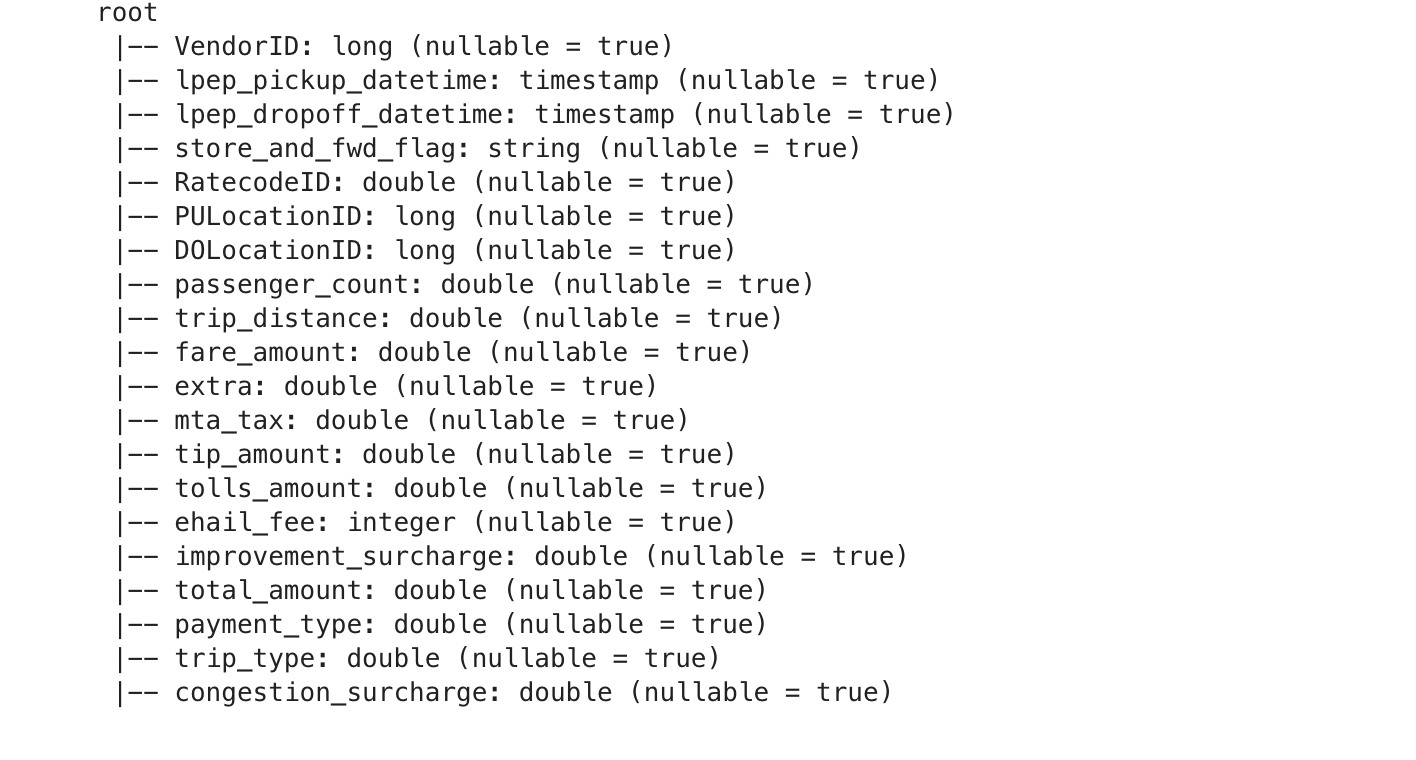 root
 |-- VendorID: long (nullable = true)
 |-- lpep_pickup_datetime: timestamp (nullable = true)
 |-- lpep_dropoff_datetime: timestamp (nullable = true)
 |-- store_and_fwd_flag: string (nullable = true)
 |-- RatecodeID: double (nullable = true)
 |-- PULocationID: long (nullable = true)
 |-- DOLocationID: long (nullable = true)
 |-- passenger_count: double (nullable = true)
 |-- trip_distance: double (nullable = true)
 |-- fare_amount: double (nullable = true)
 |-- extra: double (nullable = true)
 |-- mta_tax: double (nullable = true)
 |-- tip_amount: double (nullable = true)
 |-- tolls_amount: double (nullable = true)
 |-- ehail_fee: integer (nullable = true)
 |-- improvement_surcharge: double (nullable = true)
 |-- total_amount: double (nullable = true)
 |-- payment_type: double (nullable = true)
 |-- trip_type: double (nullable = true)
 |-- congestion_surcharge: double (nullable = true)